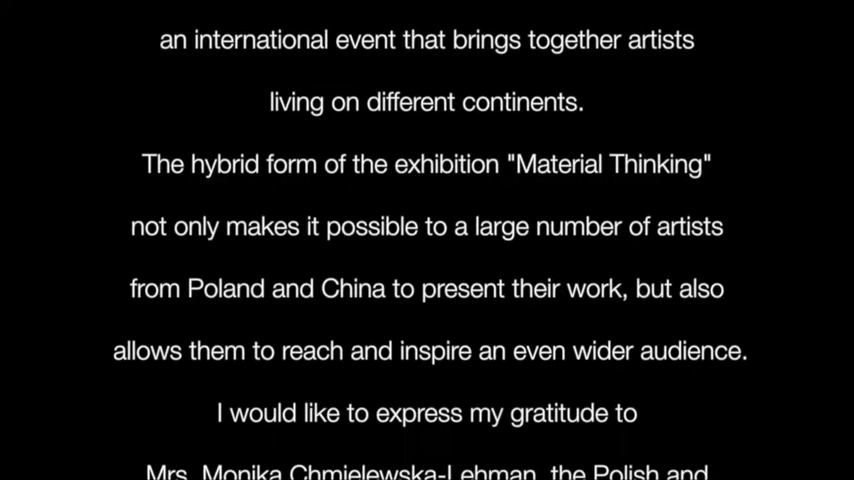 an international event that brings together artists
living on different continents.
The hybrid form of the exhibition "Material Thinking"
not only makes it possible to a large number of artists
from Poland and China to present their work, but also
allows them to reach and inspire an even wider audience.
I would like to express my gratitude to
Mrs. Monika Chmielewska-Lehman, the Polish and